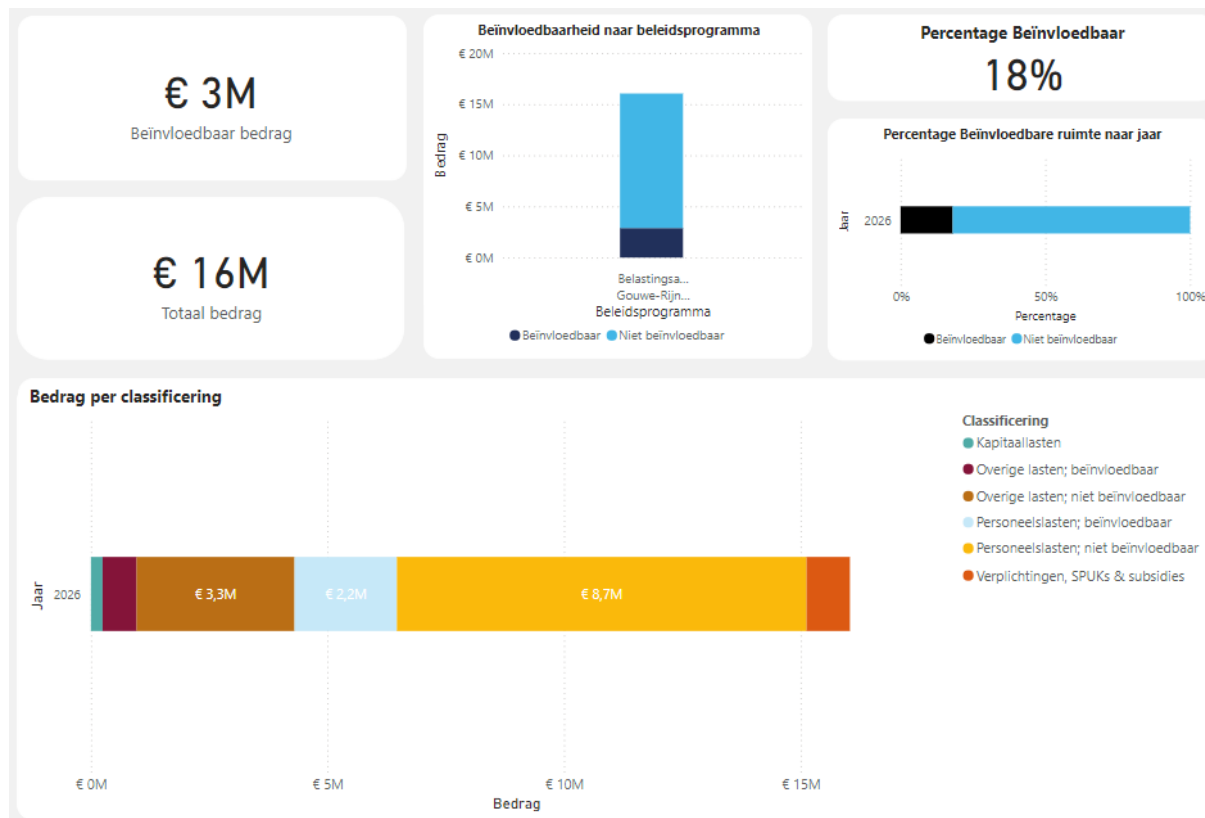 € 3M
Beïnvloedbaar bedrag
€ 16M
Totaal bedrag
Beïnvloedbaarheid naar beleidsprogramma
€ 20M
€ 15M
€ 10M
€ 5M
€ 0M
Bedrag
Belastingsa...
Gouwe-Rijn...
Beleidsprogramma
Beïnvloedbaar Niet beïnvloedbaar
Percentage Beïnvloedbaar
18%
Percentage Beïnvloedbare ruimte naar jaar
Jaar
2026
0% 50% 100%
Percentage
Beïnvloedbaar Niet beïnvloedbaar
Bedrag per classificering
Jaar
2026
€ 3,3M € 2,2M € 8,7M
€ 0M € 5M € 10M € 15M
Bedrag
Classificering
Kapitaallasten
Overige lasten; beïnvloedbaar
Overige lasten; niet beïnvloedbaar
Personeelslasten; beïnvloedbaar
Personeelslasten; niet beïnvloedbaar
Verplichtingen, SPUKs & subsidies